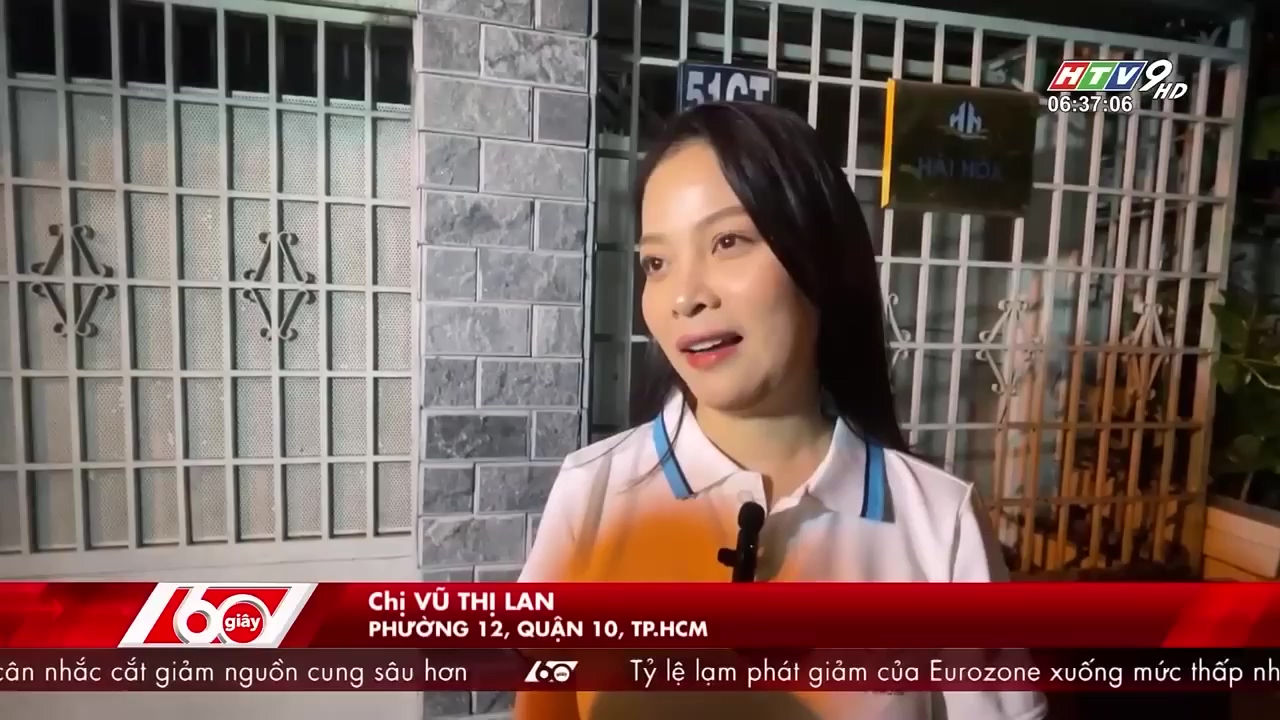 51CT
HTV9 HD
06:37:06
HẢI HÒA
60 giây
Chị VŨ THỊ LAN
PHƯỜNG 12, QUẬN 10, TP.HCM
cân nhắc cắt giảm nguồn cung sâu hơn 60 giây Tỷ lệ lạm phát giảm của Eurozone xuống mức thấp nh